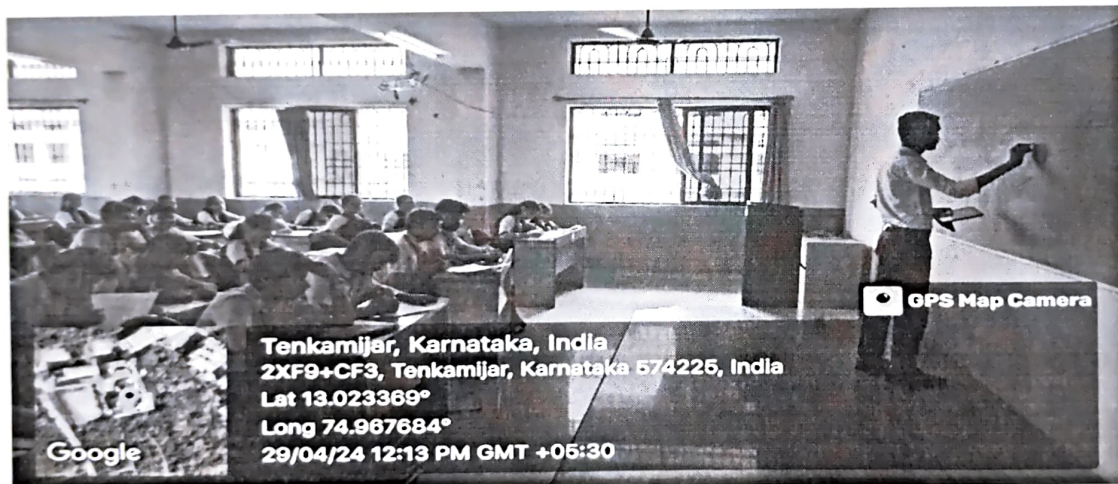 GPS Map Camera
Tenkamijar, Karnataka, India
2XF9+CF3, Tenkamijar, Karnataka 574225, India
Lat 13.023369°
Long 74.967684°
29/04/24 12:13 PM GMT +05:30
Google